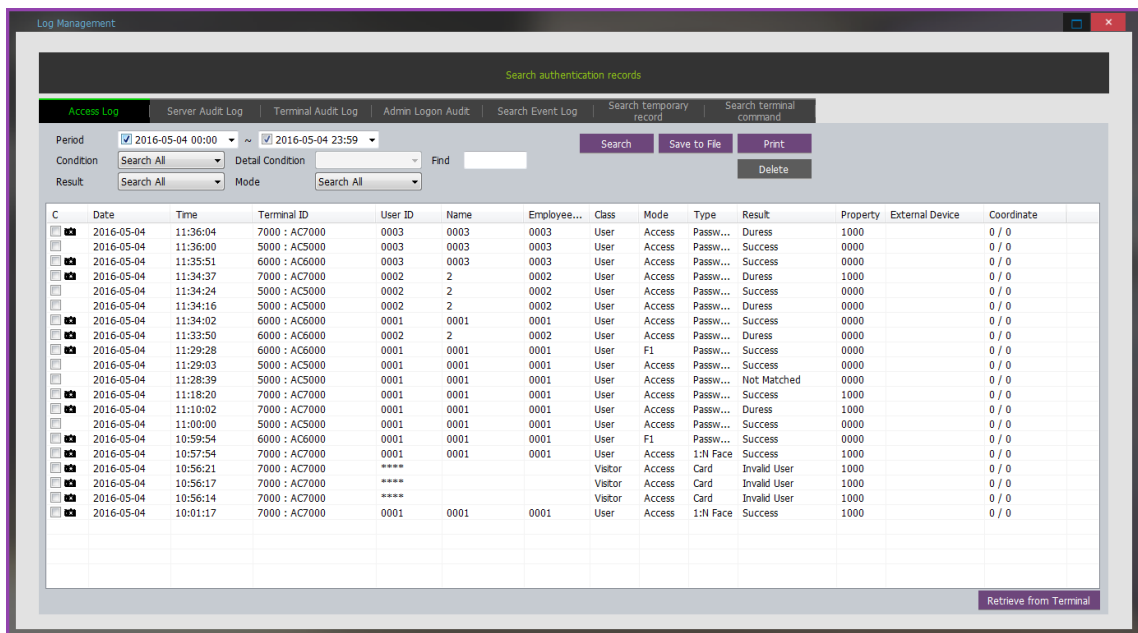 Log Management
Search authentication records
Access Log Server Audit Log Terminal Audit Log Admin Logon Audit Search Event Log Search temporary record Search terminal command
Period 2016-05-04 00:00 ~ 2016-05-04 23:59 Search Save to File Print
Condition Search All Detail Condition Find Delete
Result Search All Mode Search All
C Date Time Terminal ID User ID Name Employee... Class Mode Type Result Property External Device Coordinate
2016-05-04 11:36:04 7000 : AC7000 0003 0003 0003 User Access Passw... Duress 1000 0 / 0
2016-05-04 11:36:00 5000 : AC5000 0003 0003 0003 User Access Passw... Success 0000 0 / 0
2016-05-04 11:35:51 6000 : AC6000 0003 0003 0003 User Access Passw... Success 0000 0 / 0
2016-05-04 11:34:37 7000 : AC7000 0002 2 0002 User Access Passw... Duress 1000 0 / 0
2016-05-04 11:34:24 5000 : AC5000 0002 2 0002 User Access Passw... Success 0000 0 / 0
2016-05-04 11:34:16 5000 : AC5000 0002 2 0002 User Access Passw... Duress 0000 0 / 0
2016-05-04 11:34:02 6000 : AC6000 0001 0001 0001 User Access Passw... Success 0000 0 / 0
2016-05-04 11:33:50 6000 : AC6000 0002 2 0002 User Access Passw... Duress 0000 0 / 0
2016-05-04 11:29:28 6000 : AC6000 0001 0001 0001 User F1 Passw... Success 0000 0 / 0
2016-05-04 11:29:03 5000 : AC5000 0001 0001 0001 User Access Passw... Success 0000 0 / 0
2016-05-04 11:28:39 5000 : AC5000 0001 0001 0001 User Access Passw... Not Matched 0000 0 / 0
2016-05-04 11:18:20 7000 : AC7000 0001 0001 0001 User Access Passw... Success 1000 0 / 0
2016-05-04 11:10:02 7000 : AC7000 0001 0001 0001 User Access Passw... Duress 1000 0 / 0
2016-05-04 11:00:00 5000 : AC5000 0001 0001 0001 User Access Passw... Success 0000 0 / 0
2016-05-04 10:59:54 6000 : AC6000 0001 0001 0001 User F1 Passw... Success 0000 0 / 0
2016-05-04 10:57:54 7000 : AC7000 0001 0001 0001 User Access 1:N Face Success 1000 0 / 0
2016-05-04 10:56:21 7000 : AC7000 **** Visitor Access Card Invalid User 1000 0 / 0
2016-05-04 10:56:17 7000 : AC7000 **** Visitor Access Card Invalid User 1000 0 / 0
2016-05-04 10:56:14 7000 : AC7000 **** Visitor Access Card Invalid User 1000 0 / 0
2016-05-04 10:01:17 7000 : AC7000 0001 0001 0001 User Access 1:N Face Success 1000 0 / 0
Retrieve from Terminal